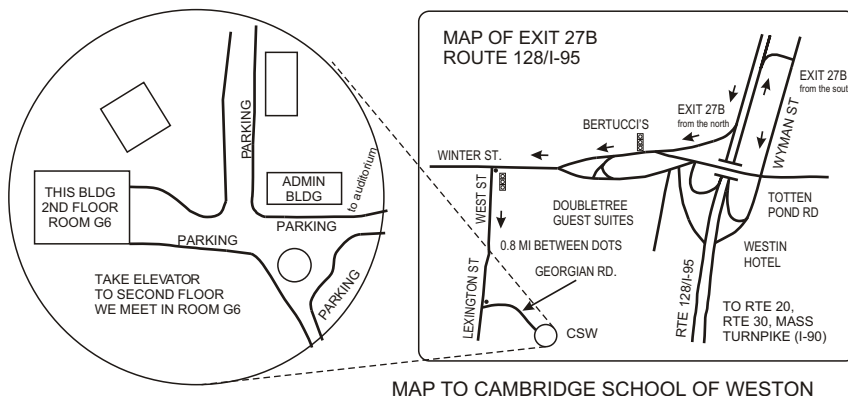 PARKING
THIS BLDG
2ND FLOOR
ROOM G6
ADMIN
BLDG
to auditorium
PARKING
PARKING
PARKING
TAKE ELEVATOR
TO SECOND FLOOR
WE MEET IN ROOM G6
MAP OF EXIT 27B
ROUTE 128/I-95
EXIT 27B
from the south
EXIT 27B
from the north
WYMAN ST
BERTUCCI'S
WINTER ST.
WEST ST
DOUBLETREE
GUEST SUITES
TOTTEN
POND RD
0.8 MI BETWEEN DOTS
WESTIN
HOTEL
GEORGIAN RD.
LEXINGTON ST
CSW
RTE 128/I-95
TO RTE 20,
RTE 30, MASS
TURNPIKE (I-90)
MAP TO CAMBRIDGE SCHOOL OF WESTON